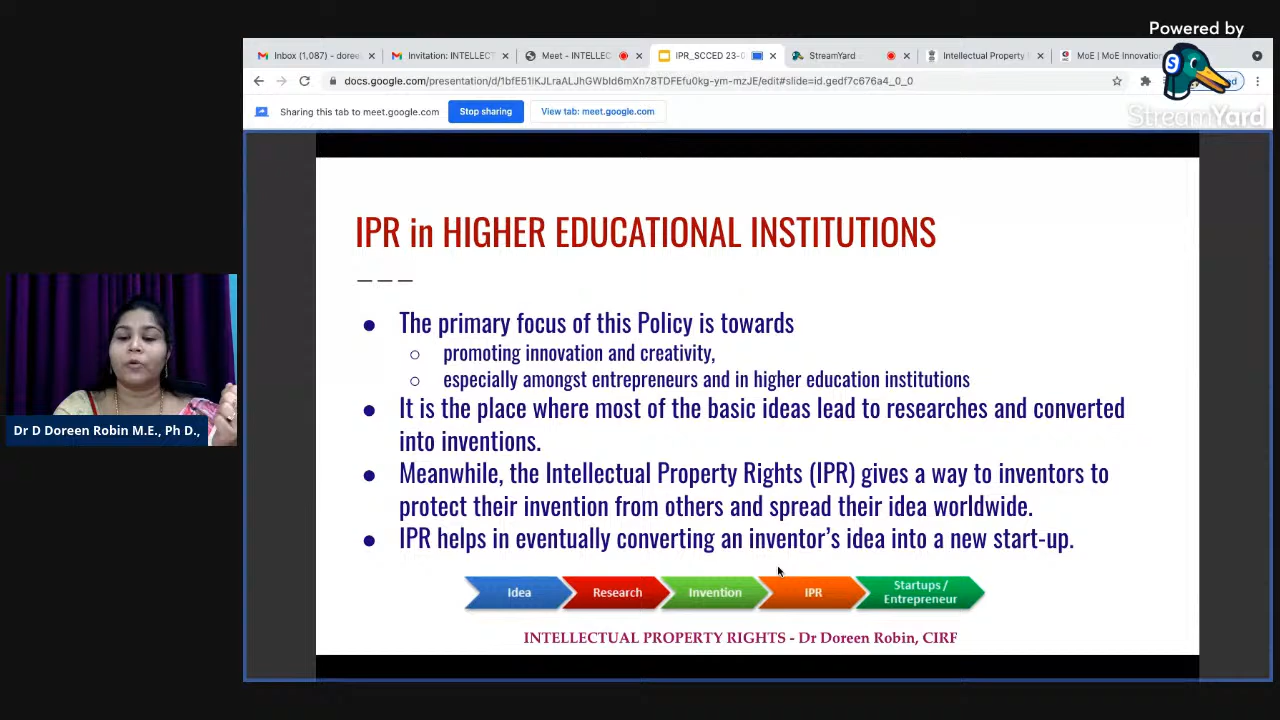 Powered by
StreamYard
Inbox (1,087) - doree
Invitation: INTELLECT
Meet - INTELLEC
IPR_SCCED 23-0
StreamYard
Intellectual Property
MoE Innovation
docs.google.com/presentation/d/1bfE51iKJLraALJhGWbId6mXn78TDFEfu0kg-ym-mzJE/edit#slide=id.gedf7c676a4_0_0
Sharing this tab to meet.google.com
Stop sharing
View tab: meet.google.com
IPR in HIGHER EDUCATIONAL INSTITUTIONS
● The primary focus of this Policy is towards
○ promoting innovation and creativity,
○ especially amongst entrepreneurs and in higher education institutions
● It is the place where most of the basic ideas lead to researches and converted
into inventions.
● Meanwhile, the Intellectual Property Rights (IPR) gives a way to inventors to
protect their invention from others and spread their idea worldwide.
● IPR helps in eventually converting an inventor's idea into a new start-up.
Idea
Research
Invention
IPR
Startups /
Entrepreneur
INTELLECTUAL PROPERTY RIGHTS - Dr Doreen Robin, CIRF
Dr D Doreen Robin M.E., Ph D.,